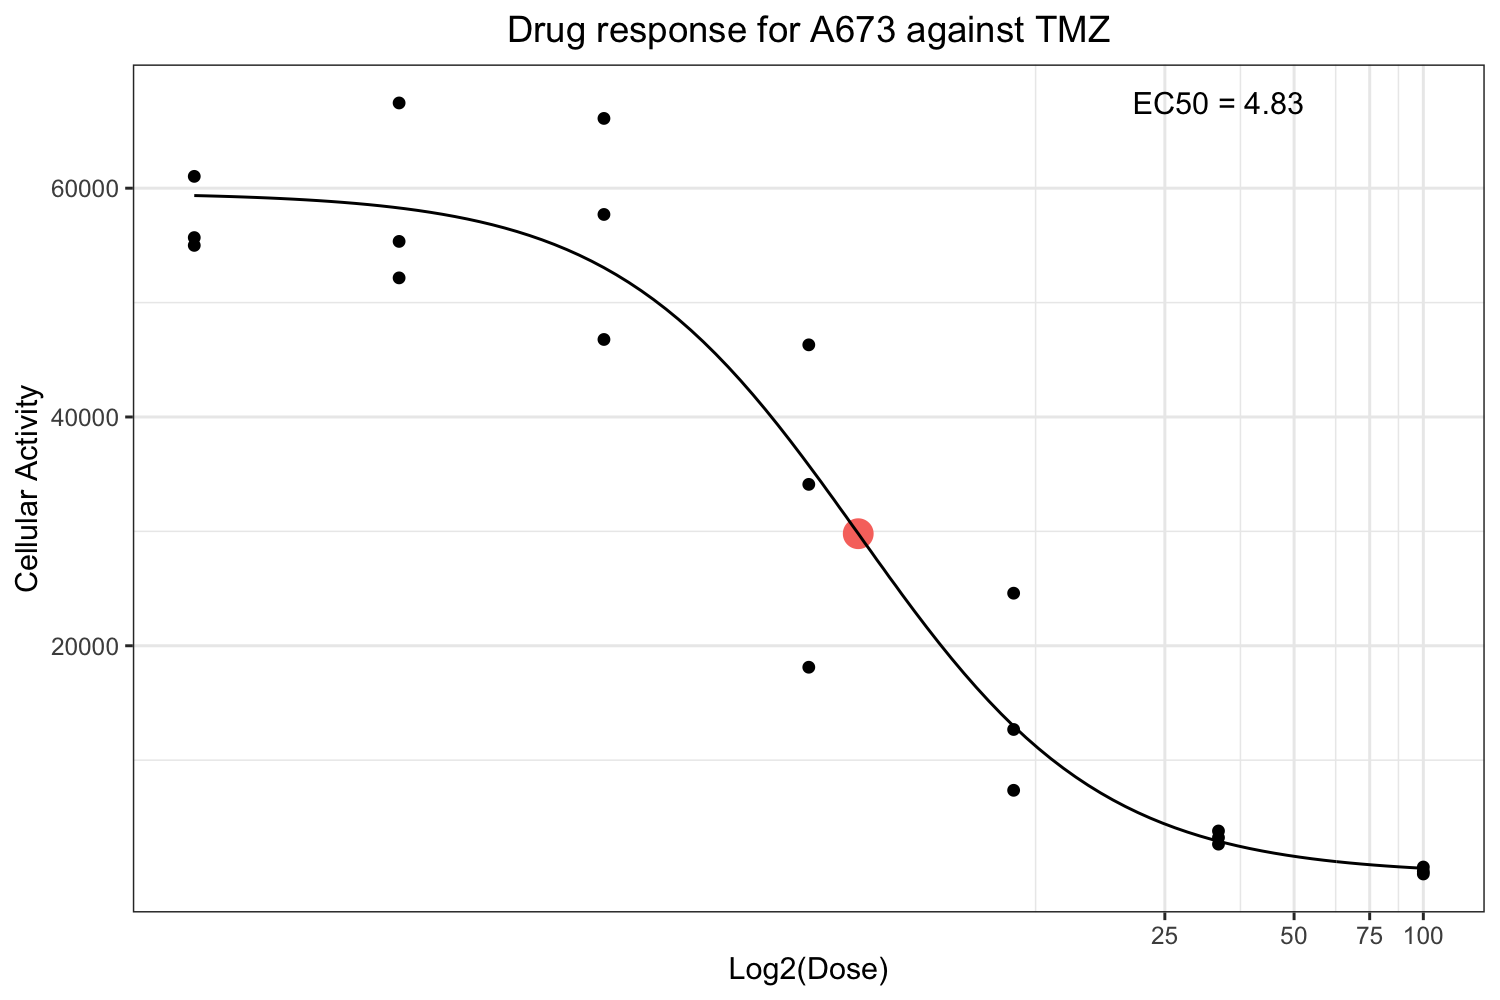 Drug response for A673 against TMZ
EC50 = 4.83
60000
40000
20000
Cellular Activity
25 50 75 100
Log2(Dose)